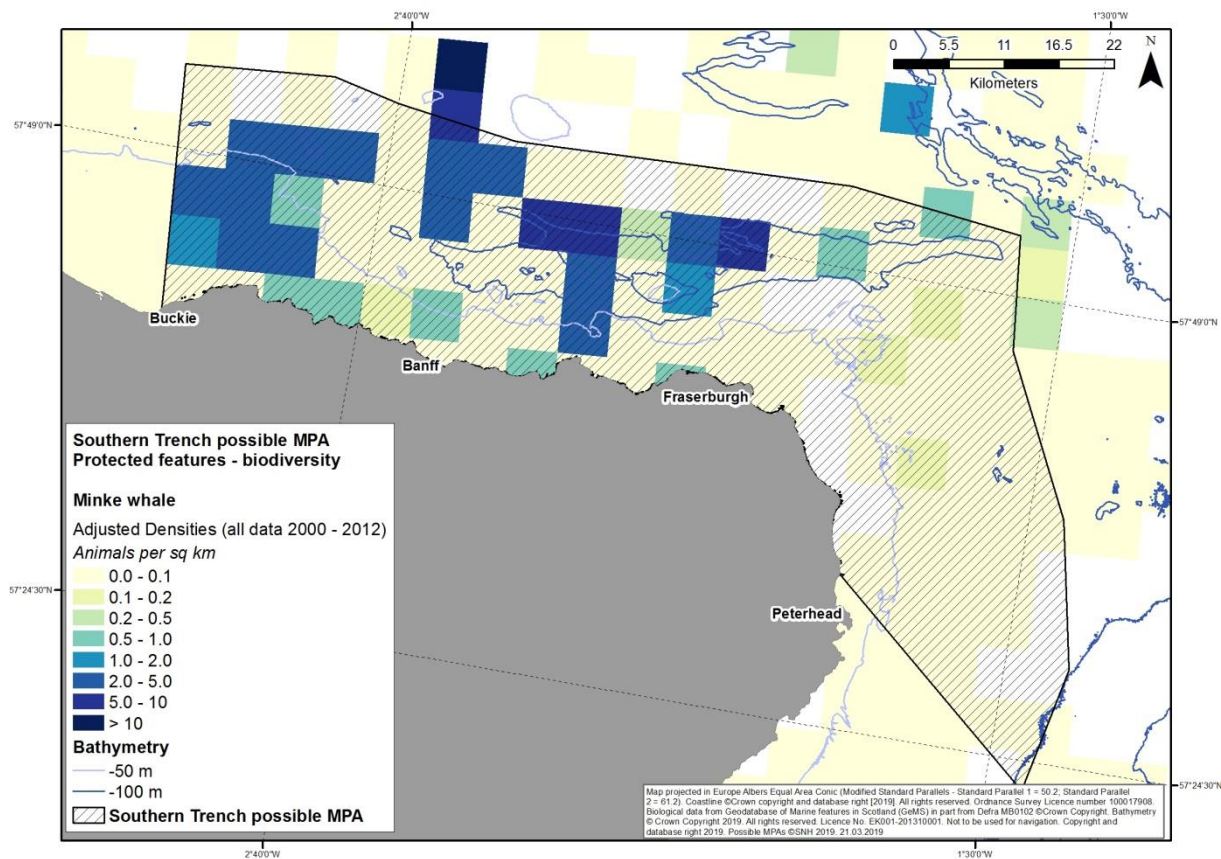 2°40'0"W
1°30'0"W
0 5.5 11 16.5 22
Kilometers
N
57°49'0"N
57°49'0"N
Buckie
Banff
Fraserburgh
Peterhead
57°24'30"N
57°24'30"N
Southern Trench possible MPA
Protected features - biodiversity
Minke whale
Adjusted Densities (all data 2000 - 2012)
Animals per sq km
0.0 - 0.1
0.1 - 0.2
0.2 - 0.5
0.5 - 1.0
1.0 - 2.0
2.0 - 5.0
5.0 - 10
> 10
Bathymetry
-50 m
-100 m
Southern Trench possible MPA
Map projected in Europe Albers Equal Area Conic (Modified Standard Parallels - Standard Parallel
1 = 50.2; Standard Parallel
2 = 61.2). Coastline ©Crown copyright and database right [2019]. All rights reserved. Ordnance Survey Licence number 100017908.
Biological data from Geodatabase of Marine features in Scotland (GeMS) in part from Defra MB0102 ©Crown Copyright. Bathymetry
© Crown Copyright 2019. All rights reserved. Licence No. EK001-201310001. Not to be used for navigation. Copyright and
database right 2019. Possible MPAs ©SNH 2019. 21.03.2019
2°40'0"W
1°30'0"W